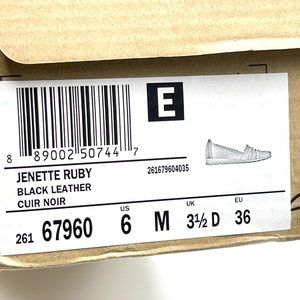 E
8 89002 50744 7
JENETTE RUBY
261679604035
BLACK LEATHER
CUIR NOIR
US UK EU
261 67960 6 M 3½ D 36